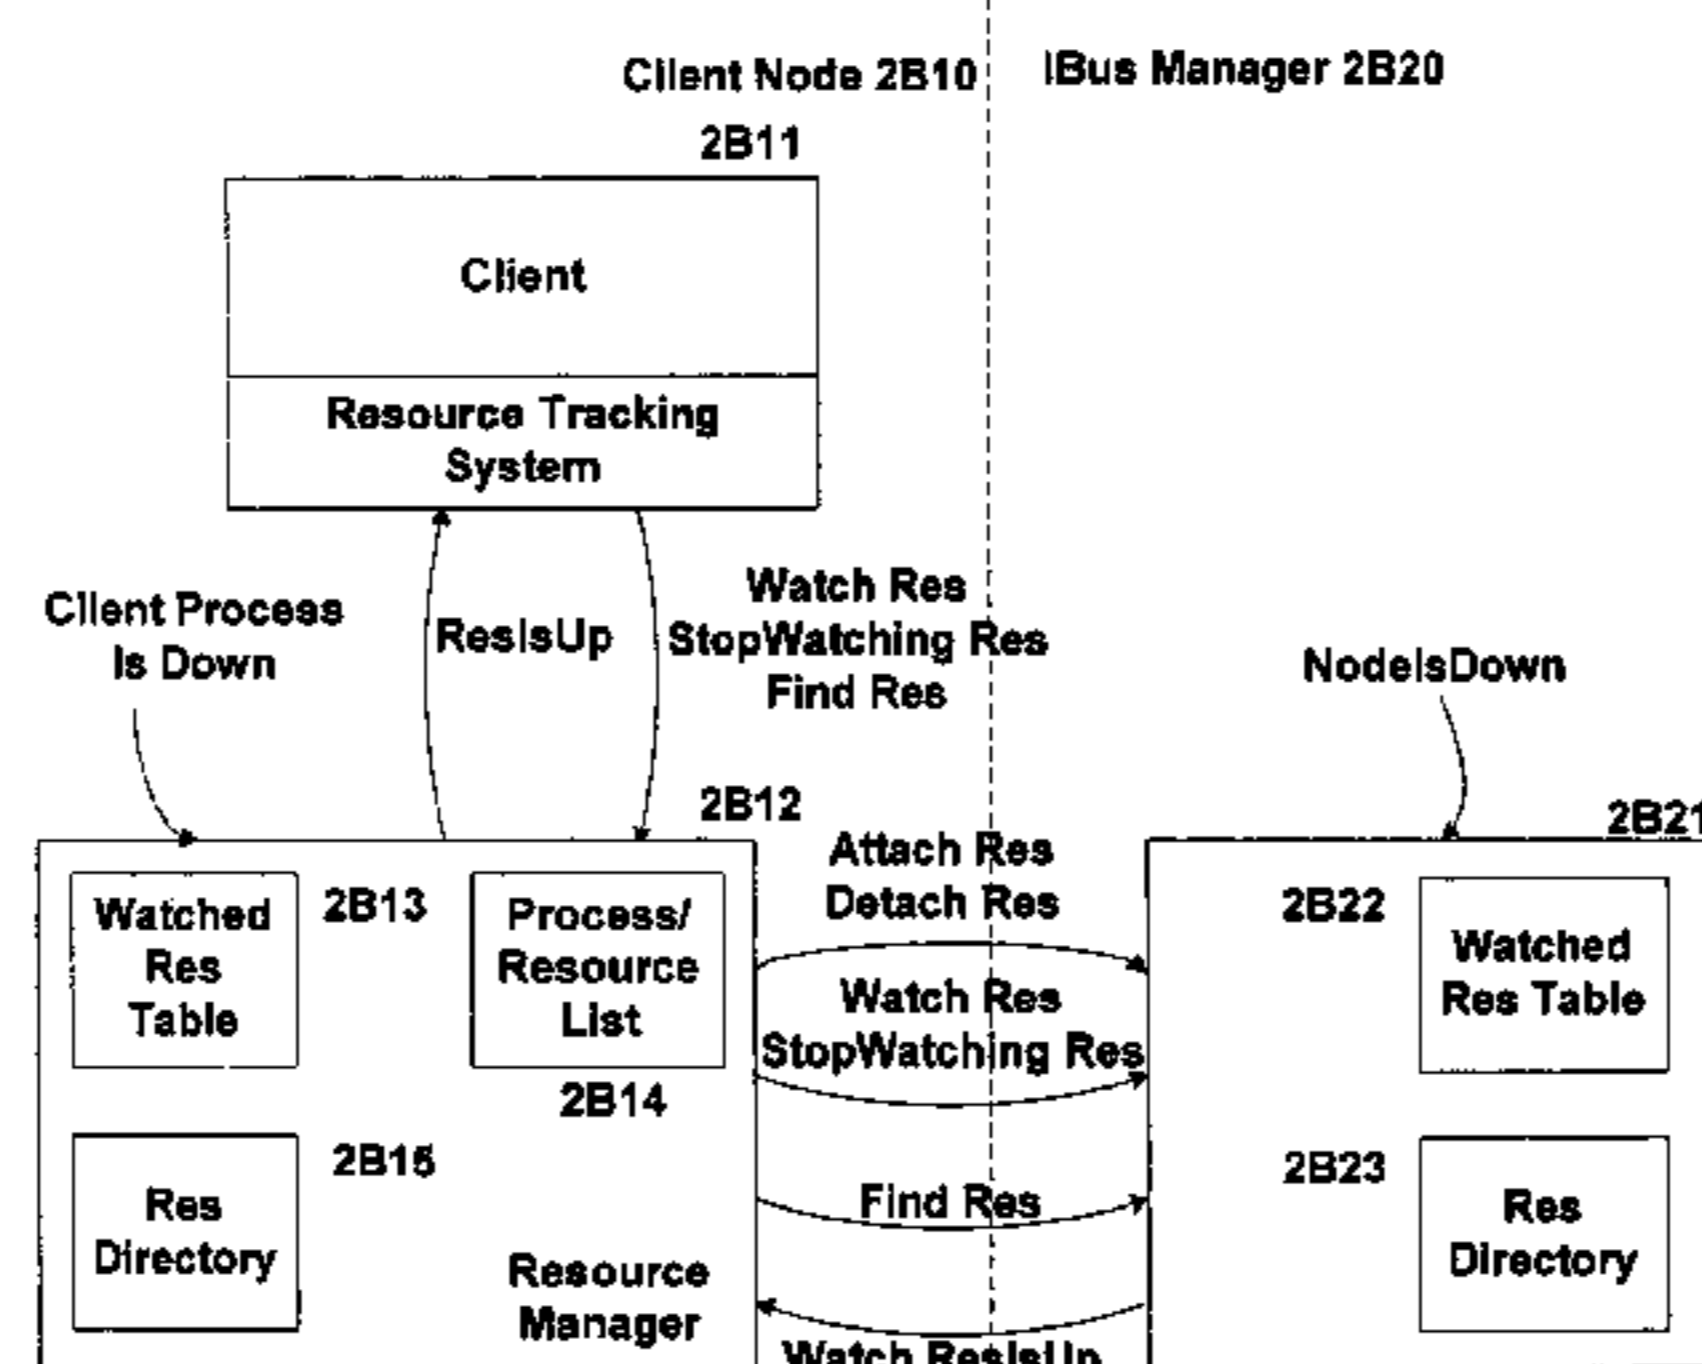 Client Node 2B10
IBus Manager 2B20
2B11
Client
Resource Tracking
System
Client Process
Is Down
ResIsUp
Watch Res
StopWatching Res
Find Res
NodeIsDown
2B12
2B21
Attach Res
Detach Res
Watched
Res
Table
2B13
Process/
Resource
List
2B14
2B22
Watched
Res Table
Watch Res
StopWatching Res
2B15
Res
Directory
Find Res
2B23
Res
Directory
Resource
Manager
Watch ResIsUp